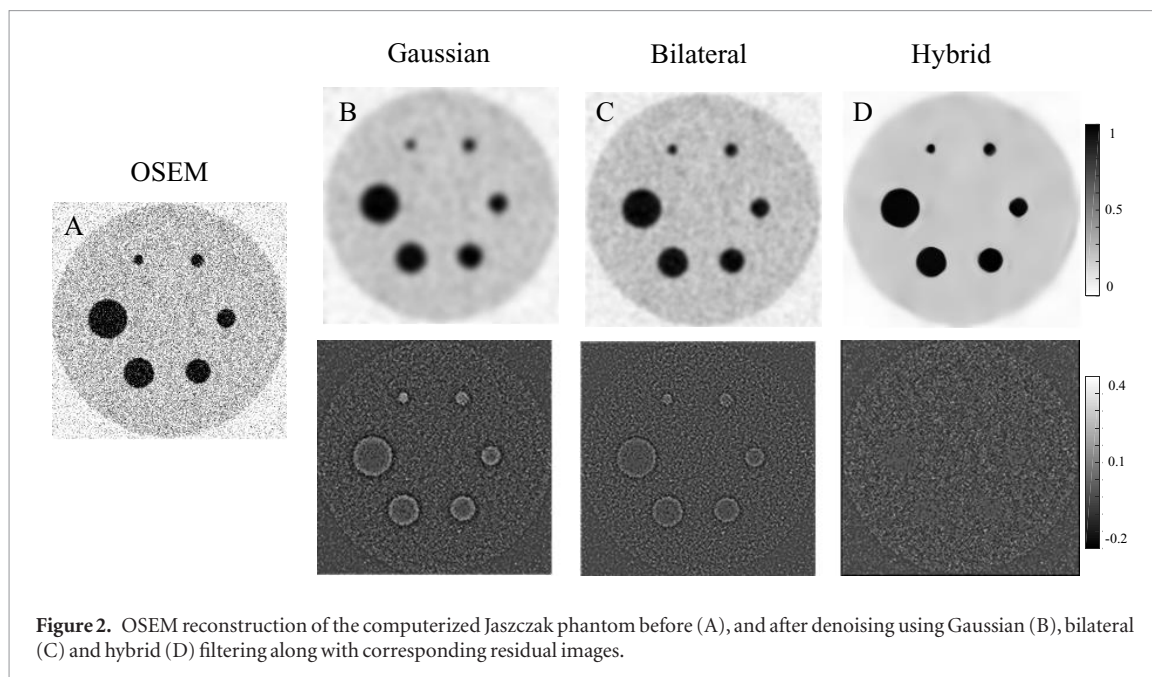 Gaussian
Bilateral
Hybrid
OSEM
A
B
C
D
1
0.5
0
0.4
0.1
-0.2
Figure 2. OSEM reconstruction of the computerized Jaszczak phantom before (A), and after denoising using Gaussian (B), bilateral
(C) and hybrid (D) filtering along with corresponding residual images.